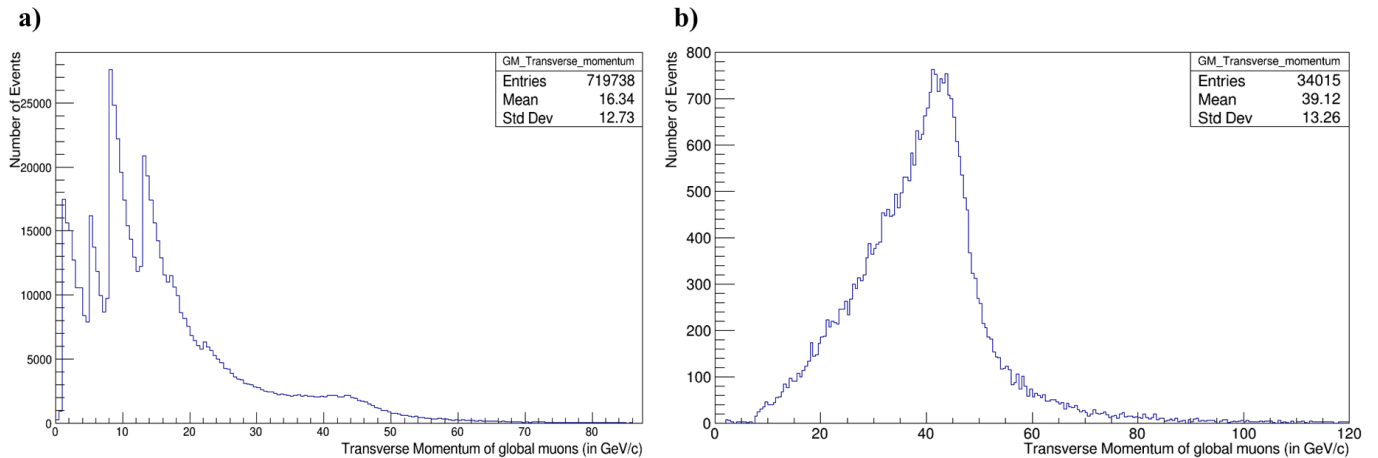 a)
Number of Events
GM_Transverse_momentum
Entries 719738
Mean 16.34
Std Dev 12.73
25000
20000
15000
10000
5000
0
0 10 20 30 40 50 60 70 80
Transverse Momentum of global muons (in GeV/c)
b)
Number of Events
GM_Transverse_momentum
Entries 34015
Mean 39.12
Std Dev 13.26
800
700
600
500
400
300
200
100
0
0 20 40 60 80 100 120
Transverse Momentum of global muons (in GeV/c)